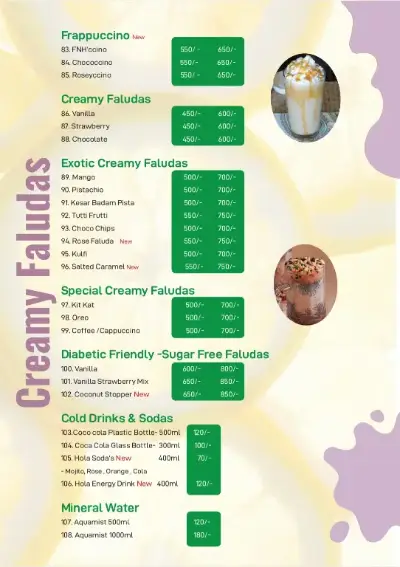 Creamy Faludas
Frappuccino New
83. FNH'ccino 550/- 650/-
84. Chococcino 550/- 650/-
85. Roseyccino 550/- 650/-
Creamy Faludas
86. Vanilla 450/- 600/-
87. Strawberry 450/- 600/-
88. Chocolate 450/- 600/-
Exotic Creamy Faludas
89. Mango 500/- 700/-
90. Pistachio 500/- 700/-
91. Kesar Badam Pista 500/- 700/-
92. Tutti Frutti 550/- 750/-
93. Choco Chips 500/- 700/-
94. Rose Faluda New 550/- 750/-
95. Kulfi 500/- 700/-
96. Salted Caramel New 550/- 750/-
Special Creamy Faludas
97. Kit Kat 500/- 700/-
98. Oreo 500/- 700/-
99. Coffee /Cappuccino 500/- 700/-
Diabetic Friendly -Sugar Free Faludas
100. Vanilla 600/- 800/-
101. Vanilla Strawberry Mix 650/- 850/-
102. Coconut Stopper New 650/- 850/-
Cold Drinks & Sodas
103.Coco cola Plastic Bottle- 500ml 120/-
104. Coca Cola Glass Bottle- 300ml 100/-
105. Hola Soda's New 400ml 70/-
- Mojito, Rose , Orange , Cola
106. Hola Energy Drink New 400ml 120/-
Mineral Water
107. Aquamist 500ml 120/-
108. Aquamist 1000ml 180/-